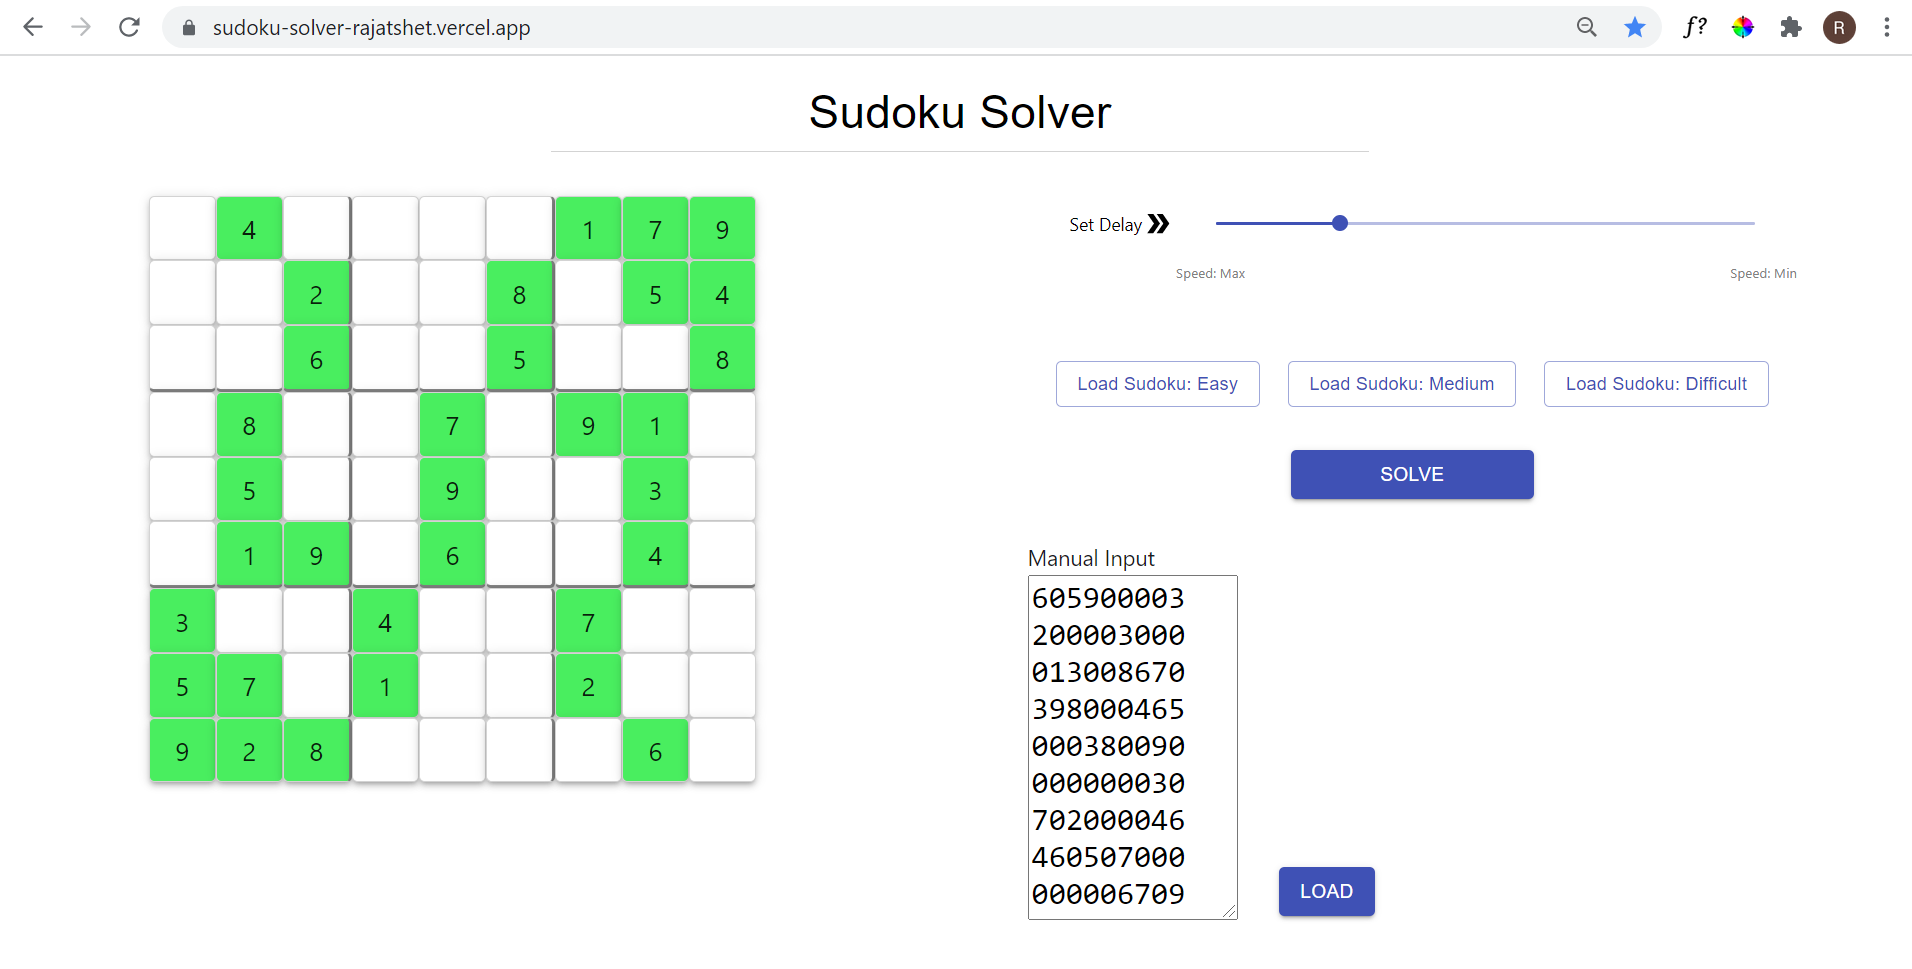 sudoku-solver-rajatshet.vercel.app
f?
R
Sudoku Solver
4 1 7 9
2 8 5 4
6 5 8
8 7 9 1
5 9 3
1 9 6 4
3 4 7
5 7 1 2
9 2 8 6
Set Delay
Speed: Max Speed: Min
Load Sudoku: Easy Load Sudoku: Medium Load Sudoku: Difficult
SOLVE
Manual Input
605900003
200003000
013008670
398000465
000380090
000000030
702000046
460507000
000006709
LOAD